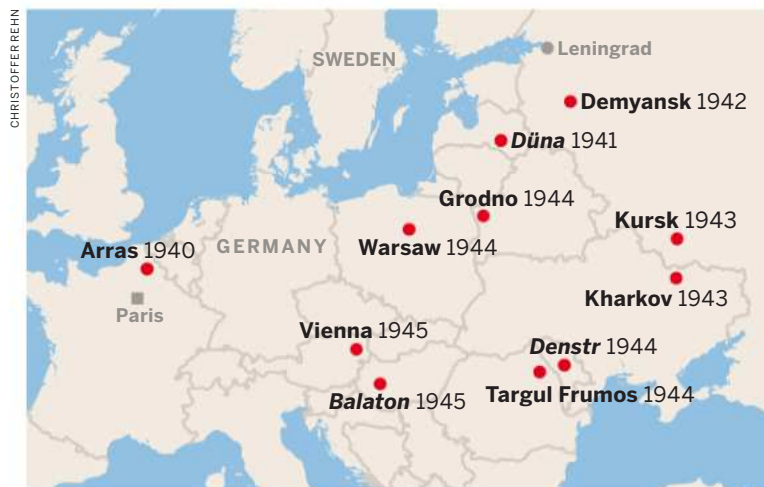 CHRISTOFFER REHN
SWEDEN
Leningrad
Demyansk 1942
Düna 1941
Grodno 1944
Kursk 1943
Arras 1940
GERMANY
Warsaw 1944
Paris
Kharkov 1943
Vienna 1945
Denstr 1944
Balaton 1945
Targul Frumos 1944